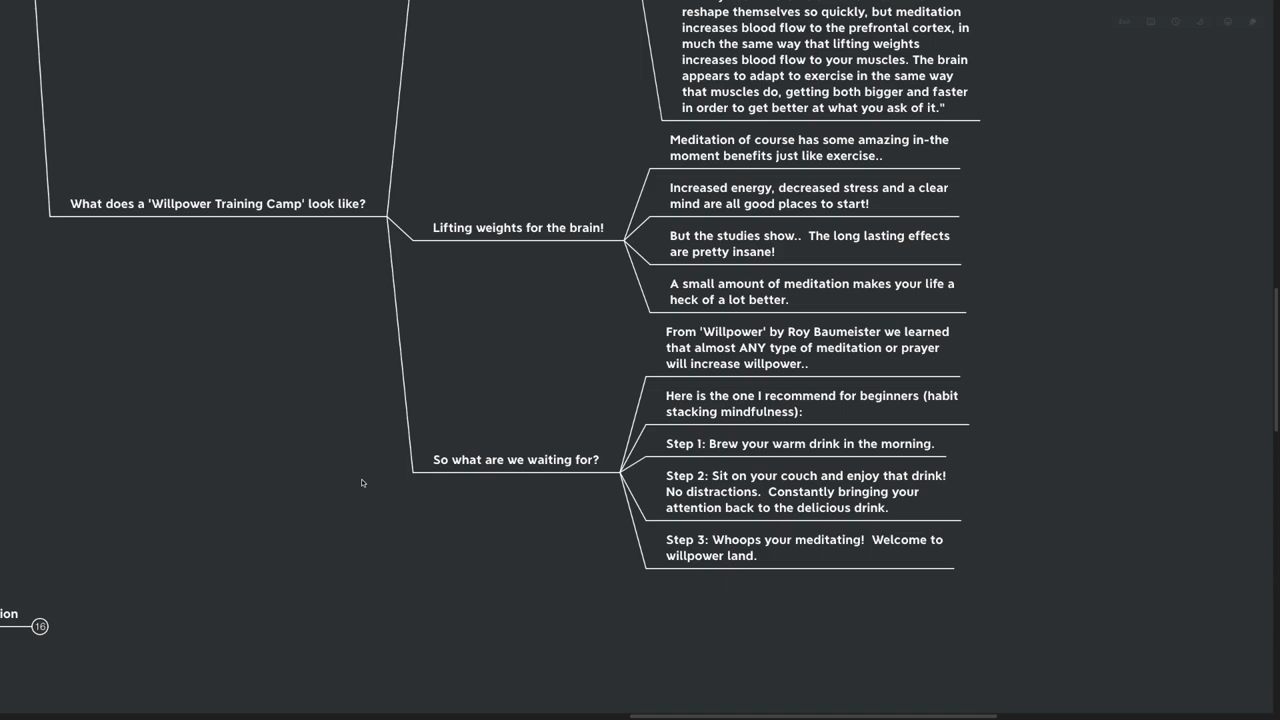 reshape themselves so quickly, but meditation
increases blood flow to the prefrontal cortex, in
much the same way that lifting weights
increases blood flow to your muscles. The brain
appears to adapt to exercise in the same way
that muscles do, getting both bigger and faster
in order to get better at what you ask of it."
Meditation of course has some amazing in-the
moment benefits just like exercise..
Increased energy, decreased stress and a clear
mind are all good places to start!
What does a 'Willpower Training Camp' look like?
Lifting weights for the brain!
But the studies show..  The long lasting effects
are pretty insane!
A small amount of meditation makes your life a
heck of a lot better.
From 'Willpower' by Roy Baumeister we learned
that almost ANY type of meditation or prayer
will increase willpower..
Here is the one I recommend for beginners (habit
stacking mindfulness):
Step 1: Brew your warm drink in the morning.
So what are we waiting for?
Step 2: Sit on your couch and enjoy that drink!
No distractions.  Constantly bringing your
attention back to the delicious drink.
Step 3: Whoops your meditating!  Welcome to
willpower land.
ion
16